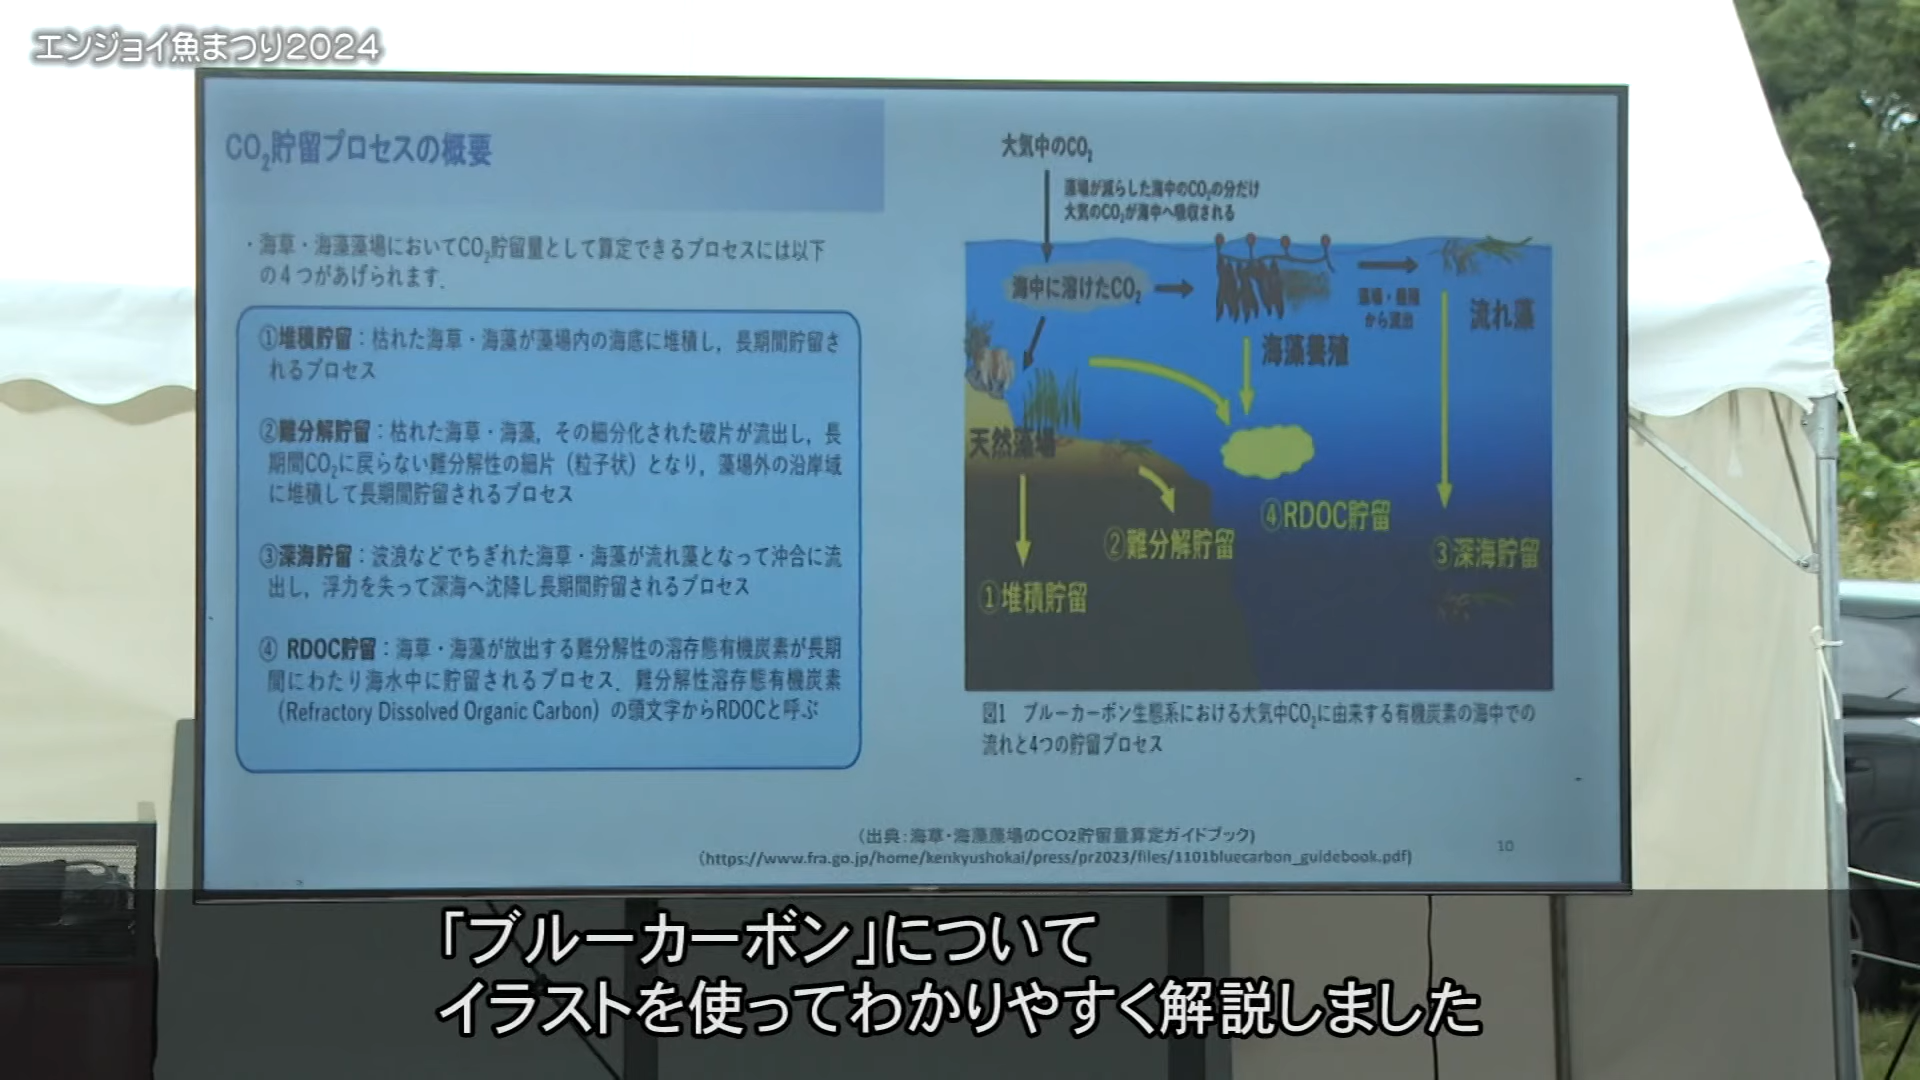 エンジョイ魚まつり2024
CO₂貯留プロセスの概要
・海草・海藻藻場においてCO₂貯留量として算定できるプロセスには以下
の4つがあげられます．
①堆積貯留：枯れた海草・海藻が藻場内の海底に堆積し，長期間貯留さ
れるプロセス
②難分解貯留：枯れた海草・海藻，その細分化された破片が流出し，長
期間CO₂に戻らない難分解性の細片（粒子状）となり，藻場外の沿岸域
に堆積して長期間貯留されるプロセス
③深海貯留：波浪などでちぎれた海草・海藻が流れ藻となって沖合に流
出し，浮力を失って深海へ沈降し長期間貯留されるプロセス
④ RDOC貯留：海草・海藻が放出する難分解性の溶存態有機炭素が長期
間にわたり海水中に貯留されるプロセス．難分解性溶存態有機炭素
（Refractory Dissolved Organic Carbon）の頭文字からRDOCと呼ぶ
大気中のCO₂
藻場が減らした海中のCO₂の分だけ
大気のCO₂が海中へ吸収される
海中に溶けたCO₂
海藻養殖
藻場・養殖
から流出
流れ藻
天然藻場
①堆積貯留
②難分解貯留
④RDOC貯留
③深海貯留
図1 ブルーカーボン生態系における大気中CO₂に由来する有機炭素の海中での
流れと4つの貯留プロセス
（出典：海草・海藻藻場のCO2貯留量算定ガイドブック）
（https://www.fra.go.jp/home/kenkyushokai/press/pr2023/files/1101bluecarbon_guidebook.pdf）
10
「ブルーカーボン」について
イラストを使ってわかりやすく解説しました